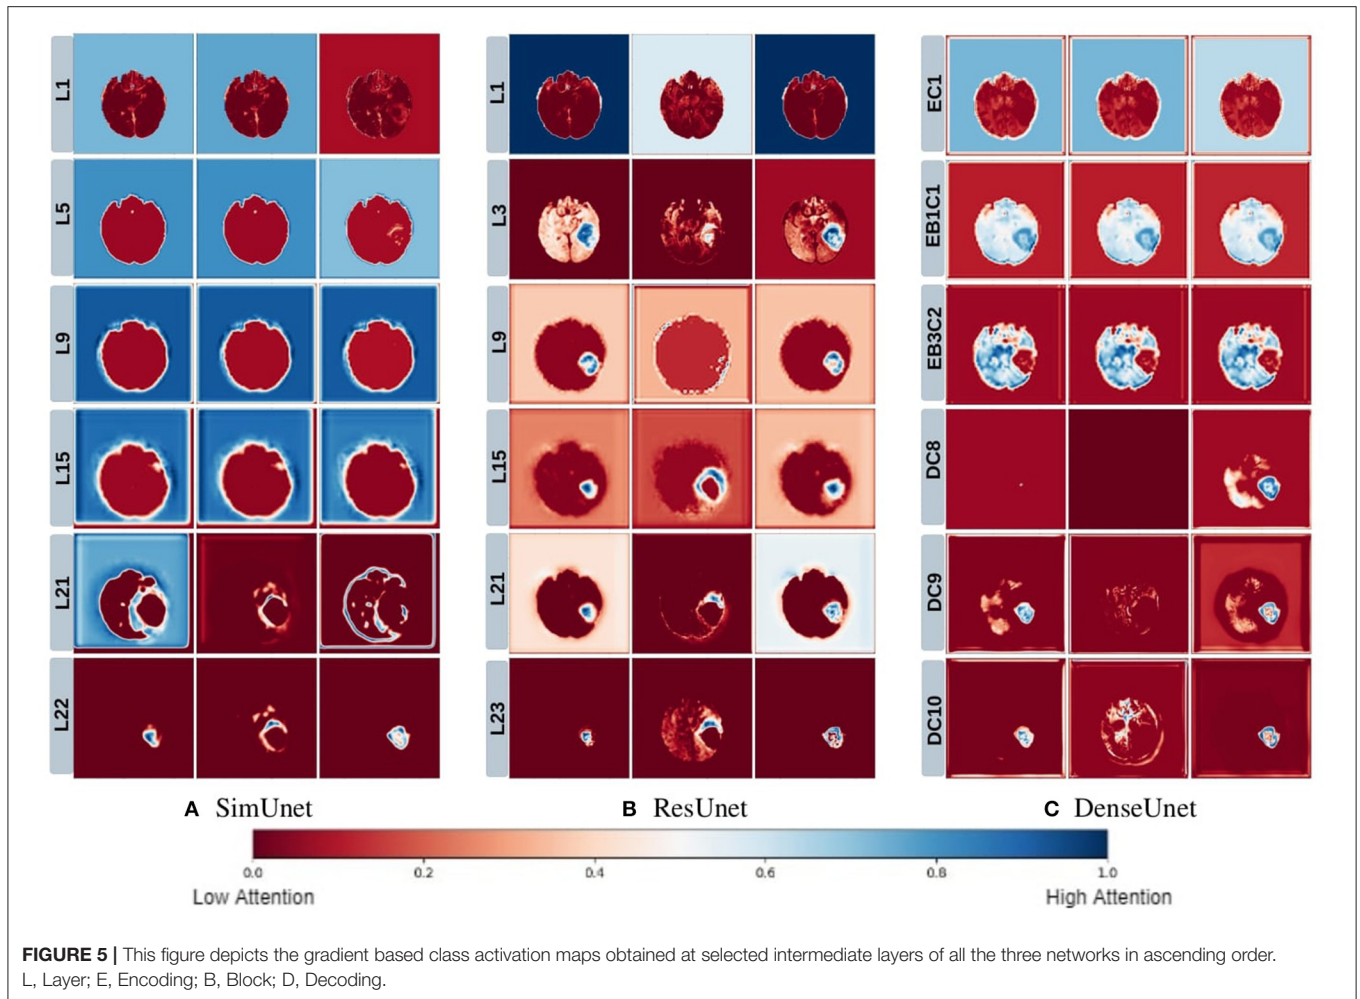 L1
L5
L9
L15
L21
L22
L1
L3
L9
L15
L21
L23
EC1
EB1C1
EB3C2
DC8
DC9
DC10
A SimUnet
B ResUnet
C DenseUnet
0.0 0.2 0.4 0.6 0.8 1.0
Low Attention High Attention
FIGURE 5 | This figure depicts the gradient based class activation maps obtained at selected intermediate layers of all the three networks in ascending order.
L, Layer; E, Encoding; B, Block; D, Decoding.